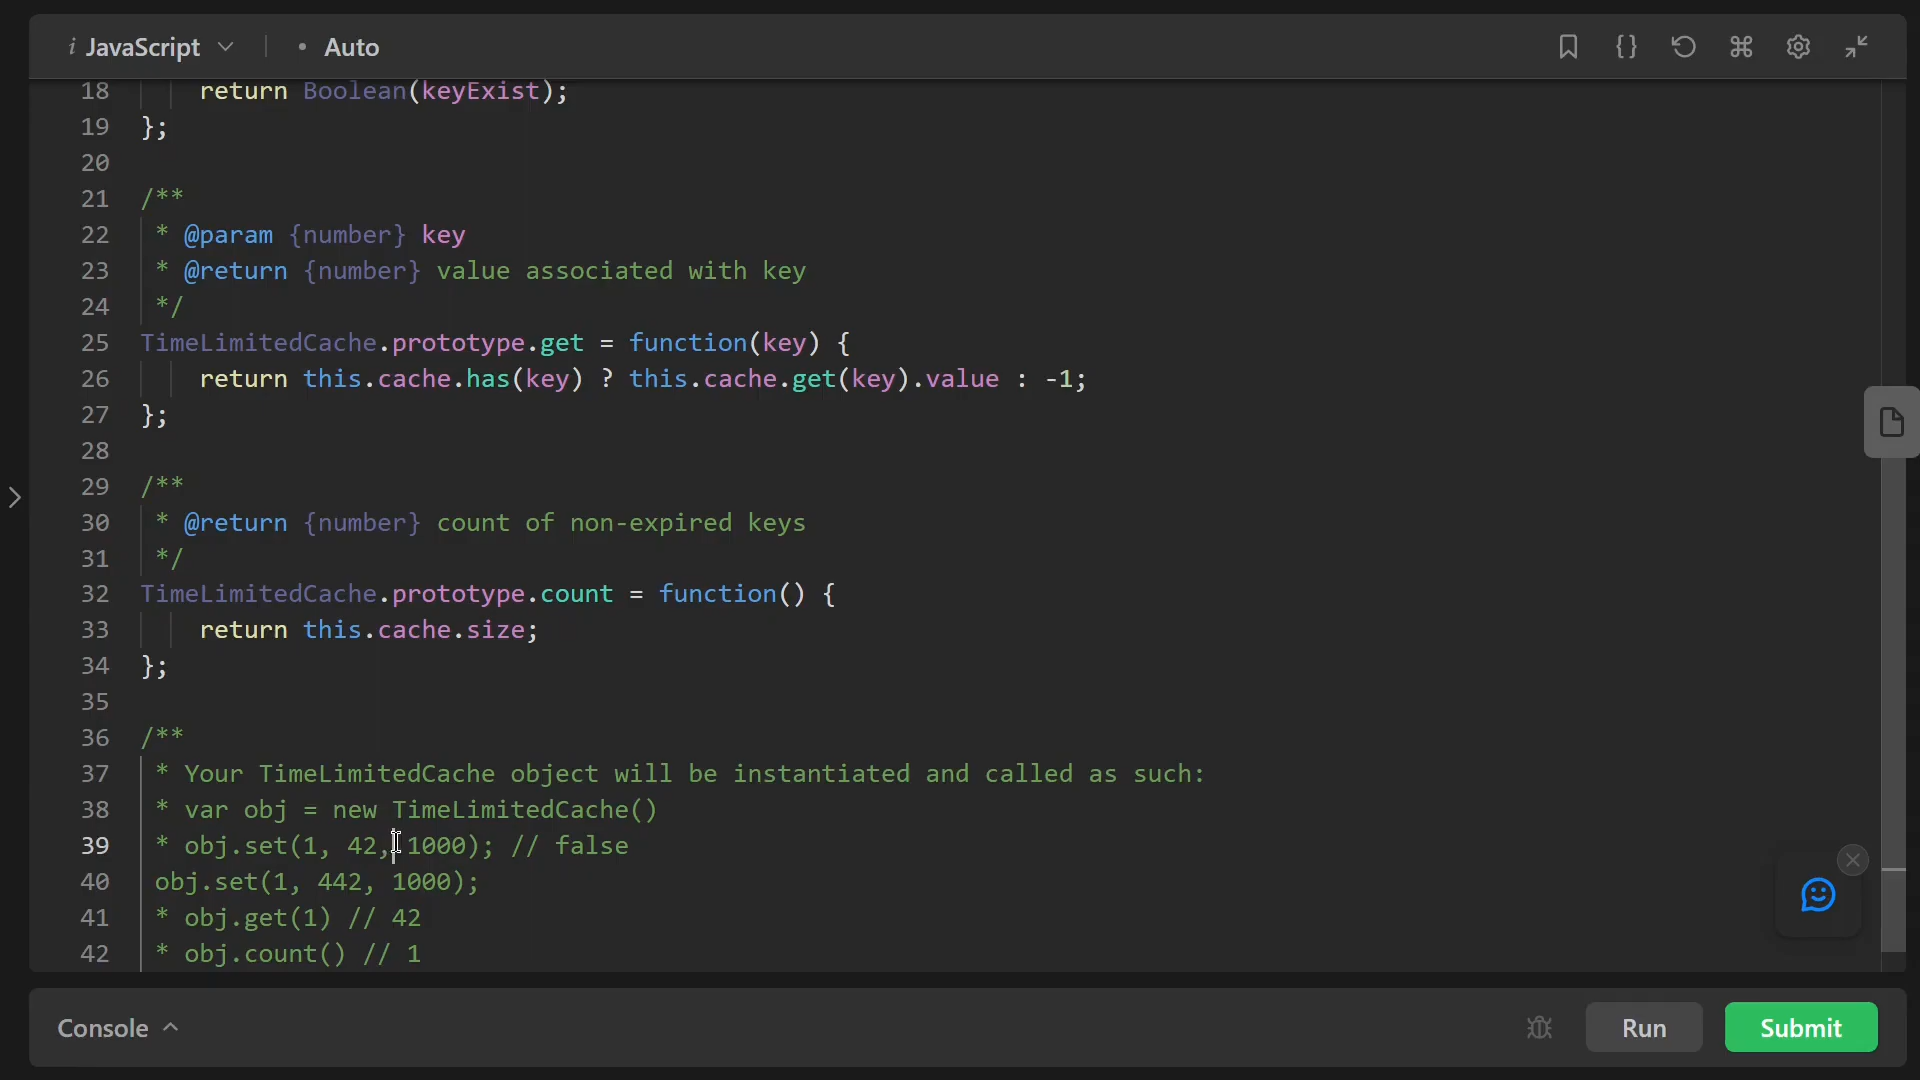 i JavaScript • Auto
18 return Boolean(keyExist);
19 };
20
21 /**
22 * @param {number} key
23 * @return {number} value associated with key
24 */
25 TimeLimitedCache.prototype.get = function(key) {
26 return this.cache.has(key) ? this.cache.get(key).value : -1;
27 };
28
29 /**
30 * @return {number} count of non-expired keys
31 */
32 TimeLimitedCache.prototype.count = function() {
33 return this.cache.size;
34 };
35
36 /**
37 * Your TimeLimitedCache object will be instantiated and called as such:
38 * var obj = new TimeLimitedCache()
39 * obj.set(1, 42, 1000); // false
40 obj.set(1, 442, 1000);
41 * obj.get(1) // 42
42 * obj.count() // 1
Console Run Submit